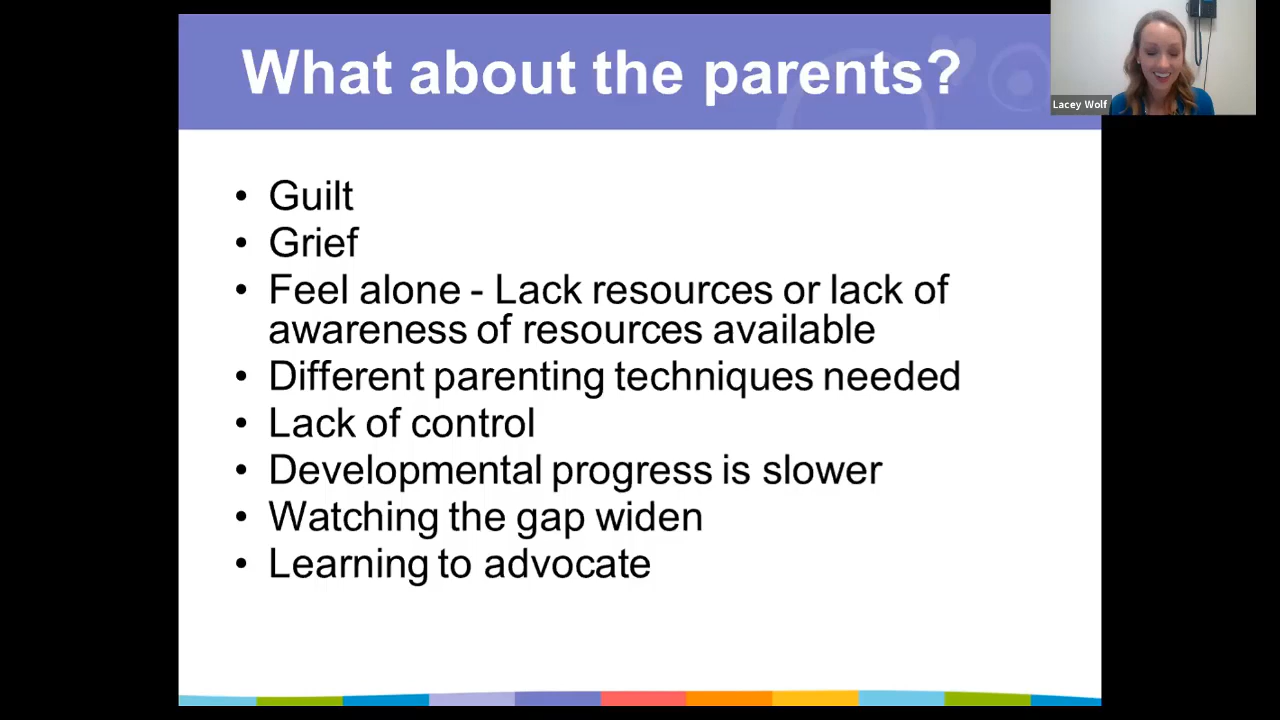 What about the parents?
Lacey Wolf
• Guilt
• Grief
• Feel alone - Lack resources or lack of
awareness of resources available
• Different parenting techniques needed
• Lack of control
• Developmental progress is slower
• Watching the gap widen
• Learning to advocate